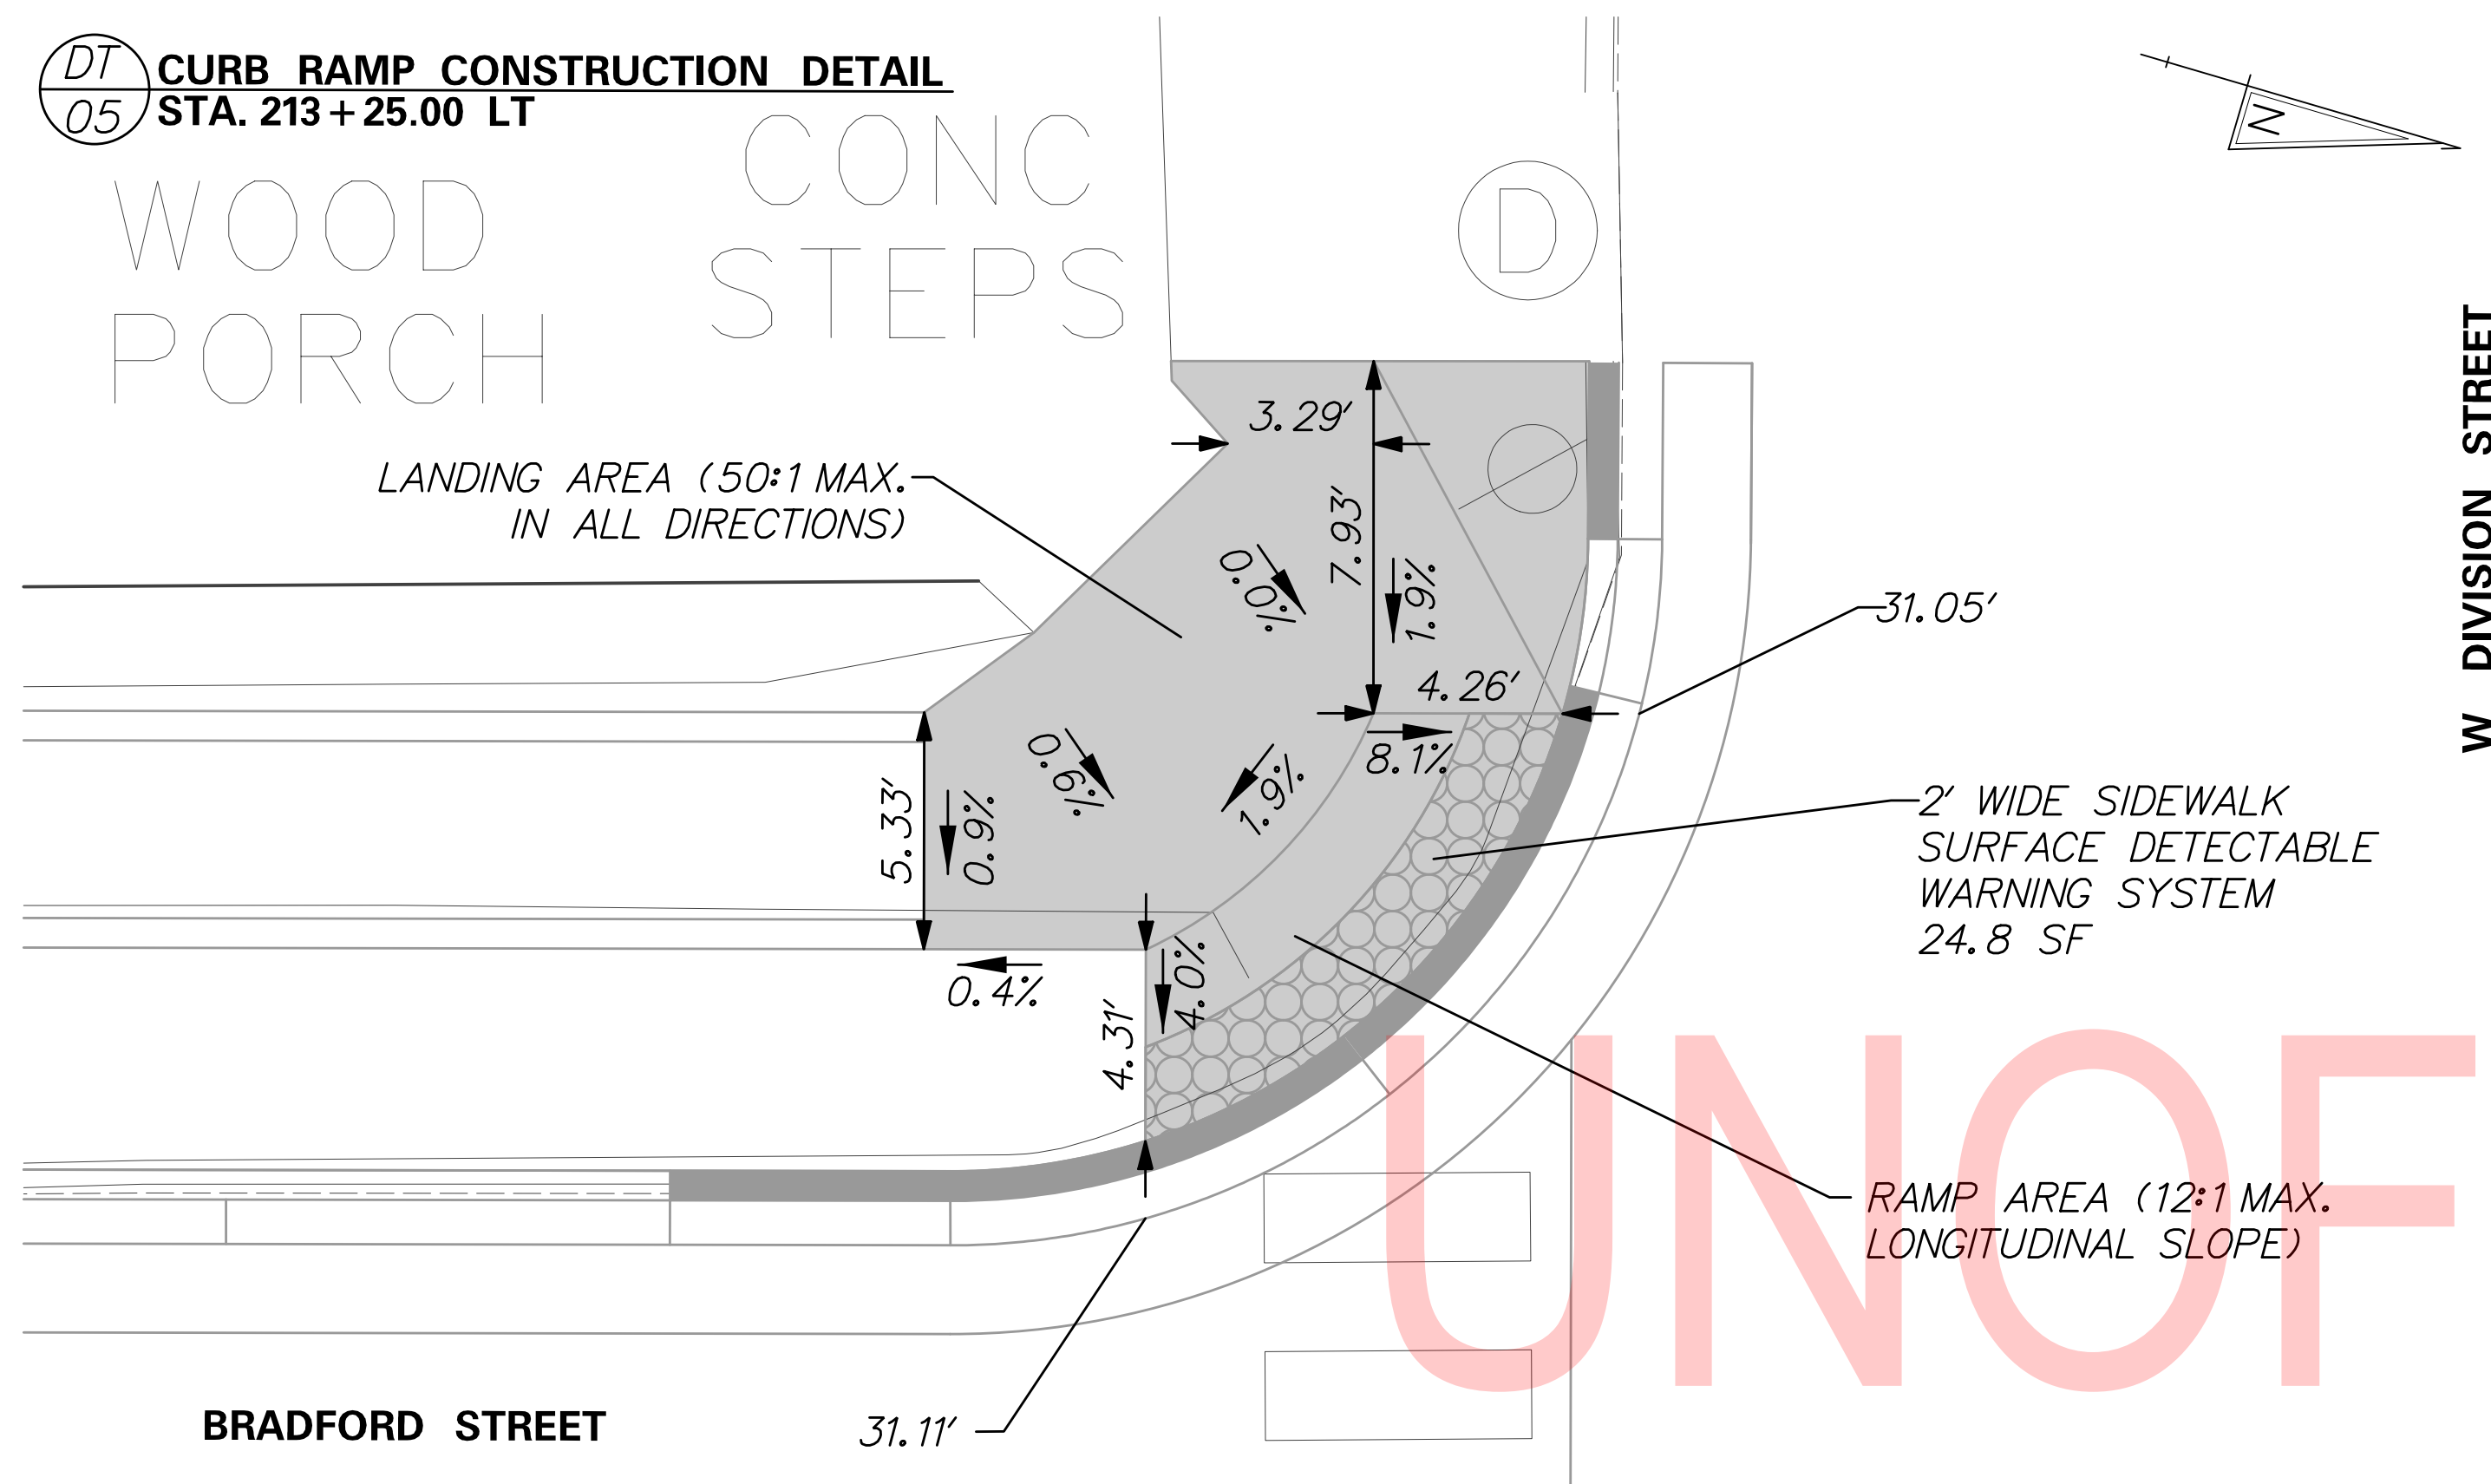 DT
05
CURB RAMP CONSTRUCTION DETAIL
STA. 213+25.00 LT
N
WOOD
PORCH
CONC
STEPS
D
W DIVISION STREET
3.29'
LANDING AREA (50:1 MAX.
IN ALL DIRECTIONS)
7.93'
0.0%
1.9%
31.05'
4.26'
8.1%
0.9%
1.9%
5.33'
0.9%
2' WIDE SIDEWALK
SURFACE DETECTABLE
WARNING SYSTEM
24.8 SF
0.4%
4.0%
4.31'
RAMP AREA (12:1 MAX.
LONGITUDINAL SLOPE)
UNOF
BRADFORD STREET
31.11'